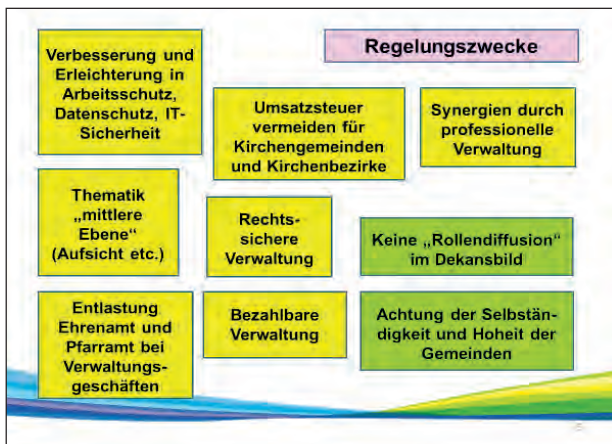 Regelungszwecke
Verbesserung und
Erleichterung in
Arbeitsschutz,
Datenschutz, IT-
Sicherheit
Umsatzsteuer
vermeiden für
Kirchengemeinden
und Kirchenbezirke
Synergien durch
professionelle
Verwaltung
Thematik
„mittlere
Ebene“
(Aufsicht etc.)
Rechts-
sichere
Verwaltung
Keine „Rollendiffusion“
im Dekansbild
Entlastung
Ehrenamt und
Pfarramt bei
Verwaltungs-
geschäften
Bezahlbare
Verwaltung
Achtung der Selbstän-
digkeit und Hoheit der
Gemeinden